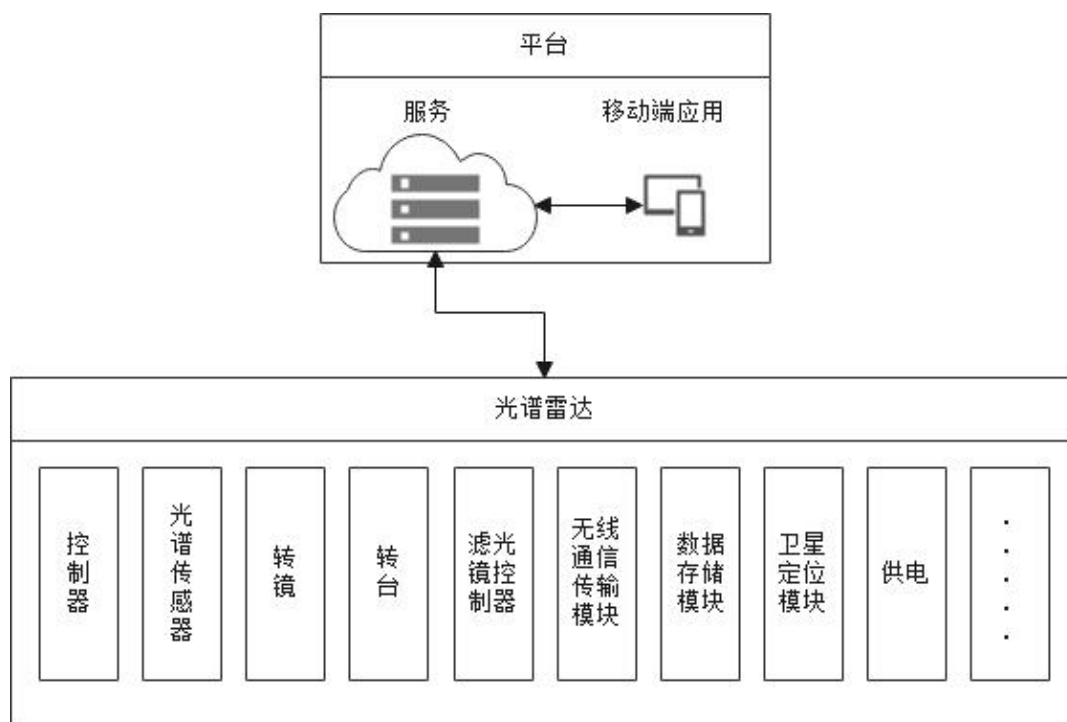 平台
服务
移动端应用
光谱雷达
控
制
器
光
谱
传
感
器
转
镜
转
台
滤光
镜控
制器
无线
通信
传输
模块
数据
存储
模块
卫星
定位
模块
供电
·
·
·
·
·